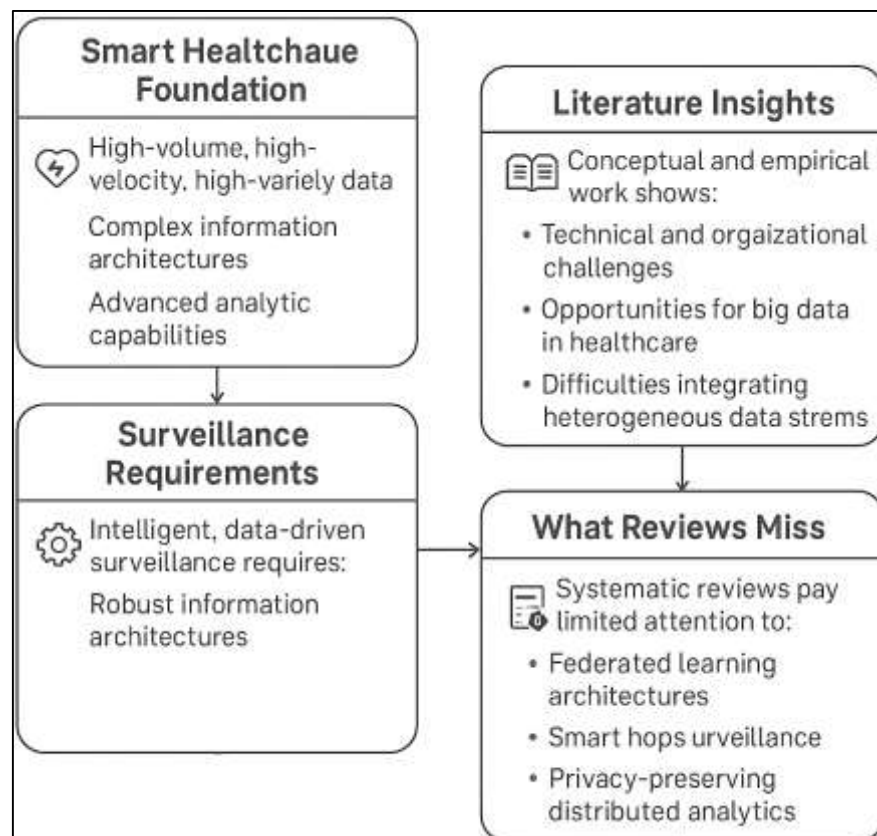 Smart Healtchaue
Foundation
High-volume, high-
velocity, high-variely data
Complex information
architectures
Advanced analytic
capabilities
Surveillance
Requirements
Intelligent, data-driven
surveillance requires:
Robust information
architectures
Literature Insights
Conceptual and empirical
work shows:
• Technical and orgaizational
challenges
• Opportunities for big data
in healthcare
• Difficulties integrating
heterogeneous data strems
What Reviews Miss
Systematic reviews pay
limited attention to:
• Federated learning
architectures
• Smart hops urveillance
• Privacy-preserving
distributed analytics